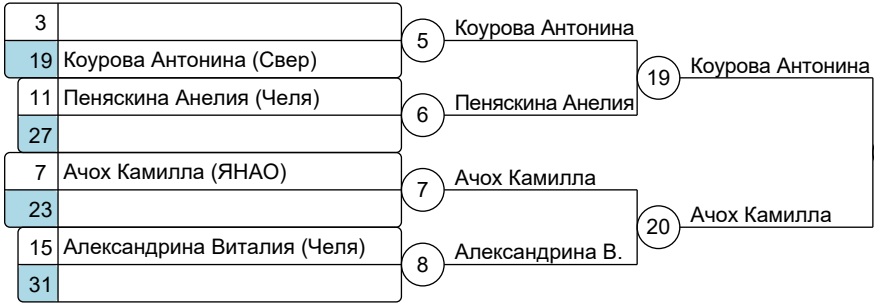 3
5 Коурова Антонина
19 Коурова Антонина (Свер)
19 Коурова Антонина
11 Пеняскина Анелия (Челя)
6 Пеняскина Анелия
27
7 Ачох Камилла (ЯНАО)
7 Ачох Камилла
23
20 Ачох Камилла
15 Александрина Виталия (Челя)
8 Александрина В.
31